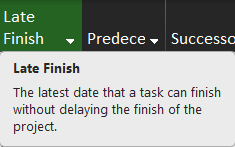 Late
Finish
Predece
Successo
Late Finish
The latest date that a task can finish
without delaying the finish of the
project.